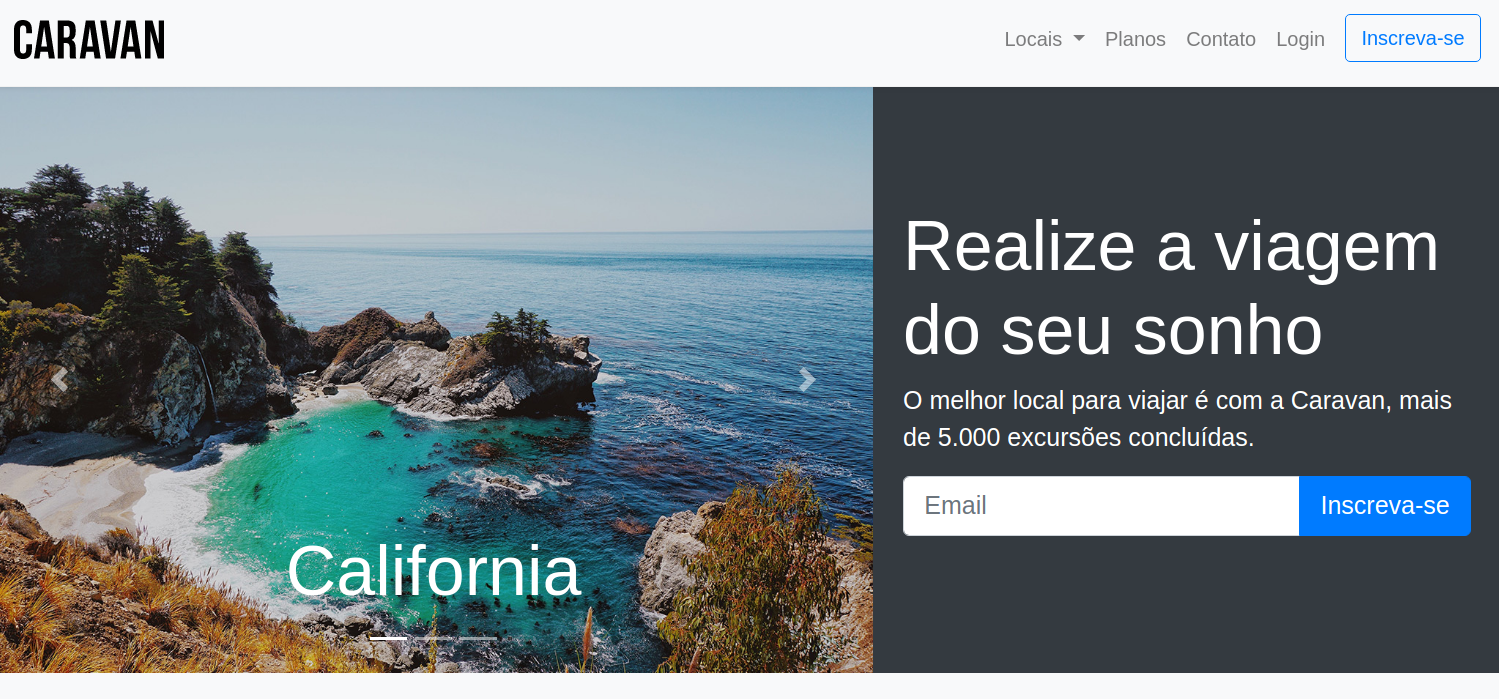 CARAVAN
Locais
Planos
Contato
Login
Inscreva-se
California
Realize a viagem
do seu sonho
O melhor local para viajar é com a Caravan, mais
de 5.000 excursões concluídas.
Email
Inscreva-se